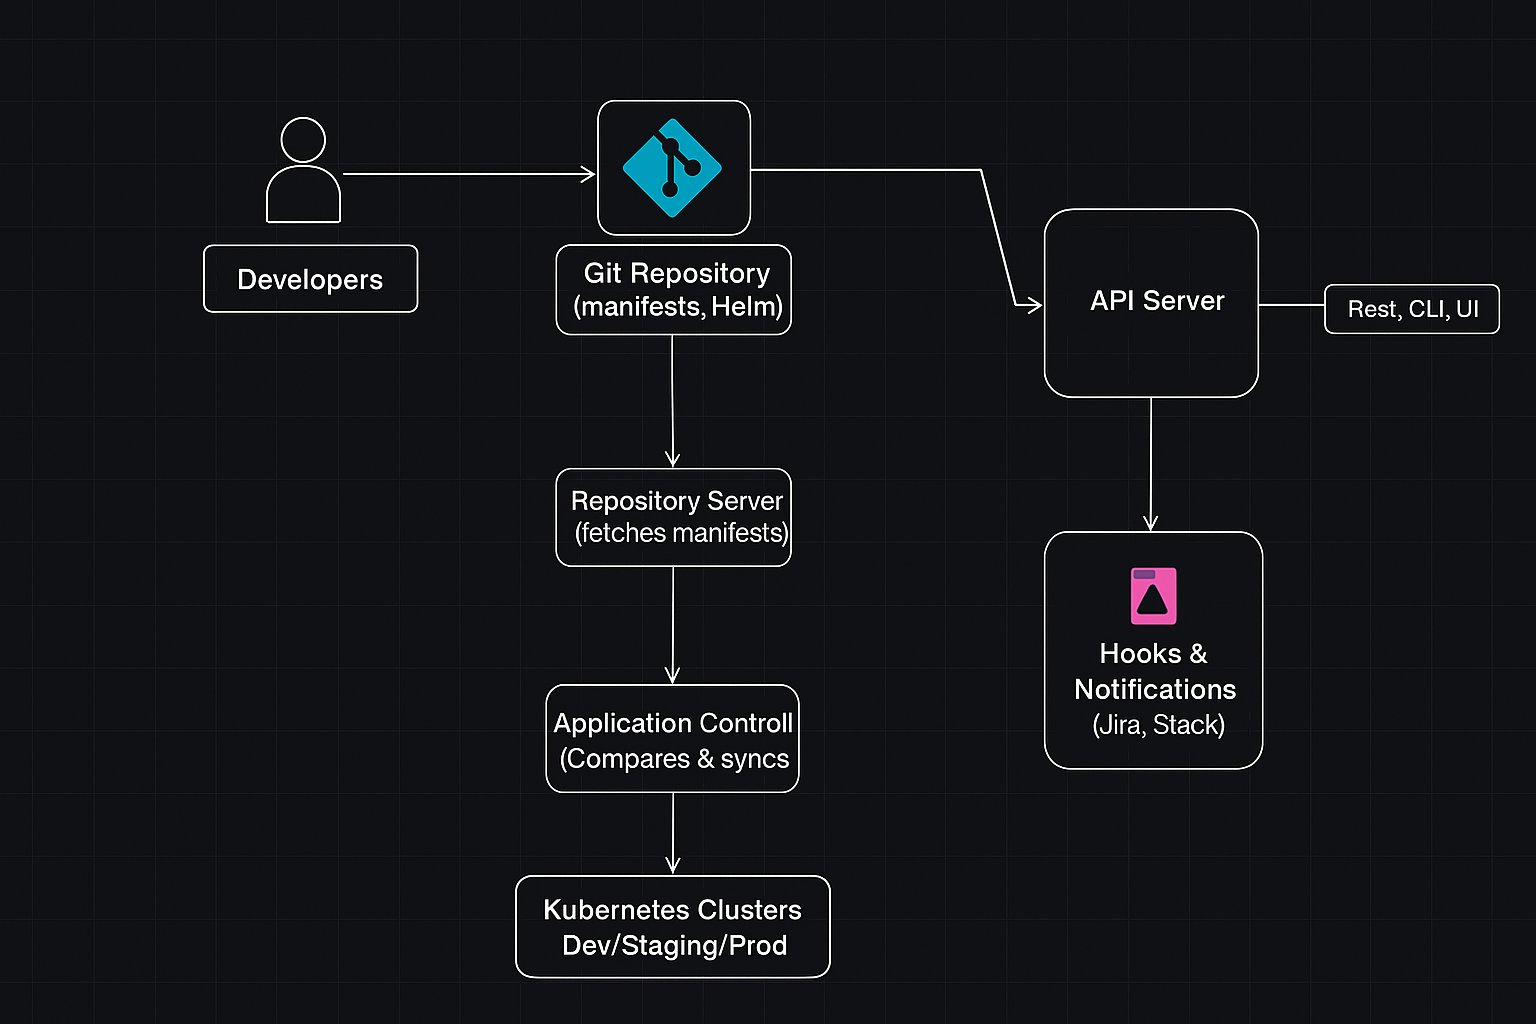 Developers
Git Repository
(manifests, Helm)
API Server
Rest, CLI, UI
Repository Server
(fetches manifests)
Application Controll
(Compares & syncs
Hooks &
Notifications
(Jira, Stack)
Kubernetes Clusters
Dev/Staging/Prod